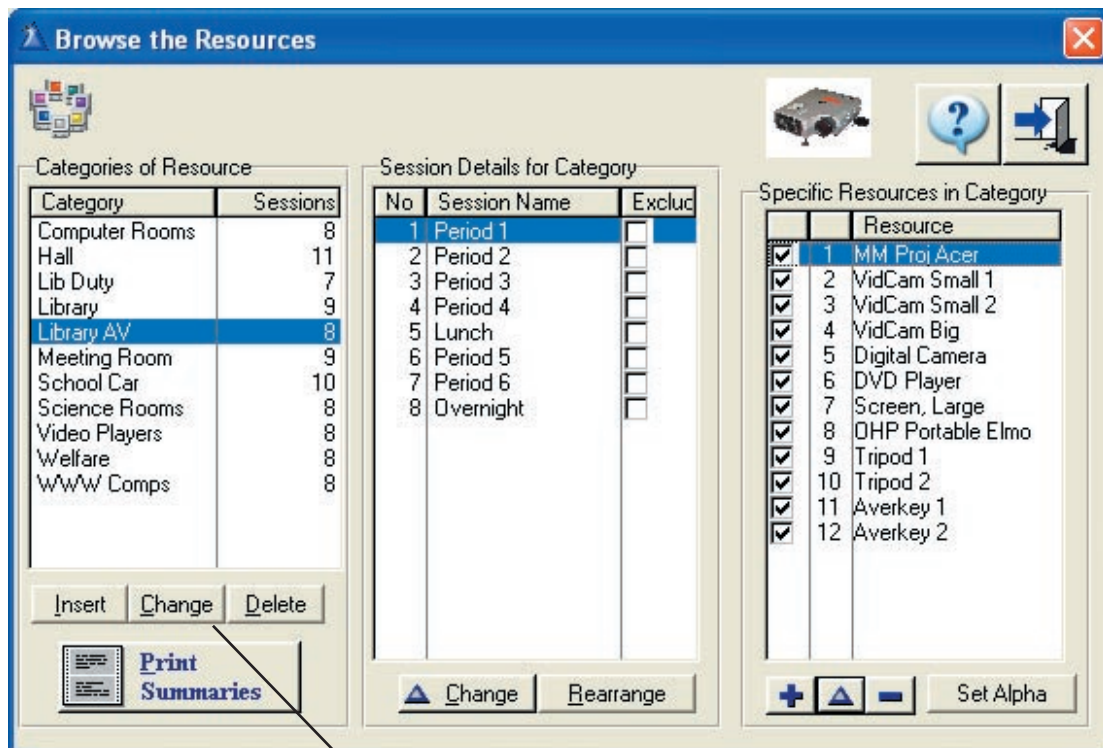 Browse the Resources
Categories of Resource
Category Sessions
Computer Rooms 8
Hall 11
Lib Duty 7
Library 9
Library AV 8
Meeting Room 9
School Car 10
Science Rooms 8
Video Players 8
Welfare 8
WWW Comps 8
Insert Change Delete
Print
Summaries
Session Details for Category
No Session Name Exclud
1 Period 1
2 Period 2
3 Period 3
4 Period 4
5 Lunch
6 Period 5
7 Period 6
8 Overnight
Change Rearrange
?
Specific Resources in Category
Resource
1 MM Proj Acer
2 VidCam Small 1
3 VidCam Small 2
4 VidCam Big
5 Digital Camera
6 DVD Player
7 Screen, Large
8 OHP Portable Elmo
9 Tripod 1
10 Tripod 2
11 Averkey 1
12 Averkey 2
Set Alpha